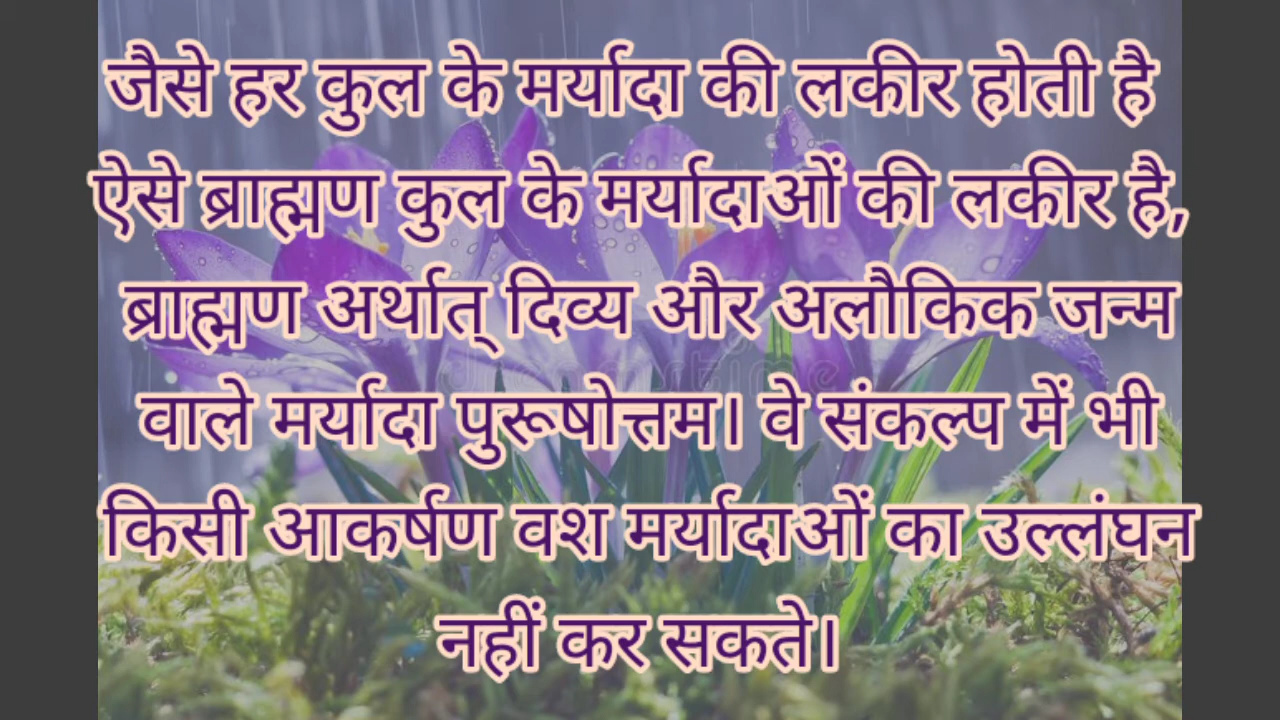 जैसे हर कुल के मर्यादा की लकीर होती है
ऐसे ब्राह्मण कुल के मर्यादाओं की लकीर है,
ब्राह्मण अर्थात् दिव्य और अलौकिक जन्म
वाले मर्यादा पुरूषोत्तम। वे संकल्प में भी
किसी आकर्षण वश मर्यादाओं का उल्लंघन
नहीं कर सकते।
dreamstime